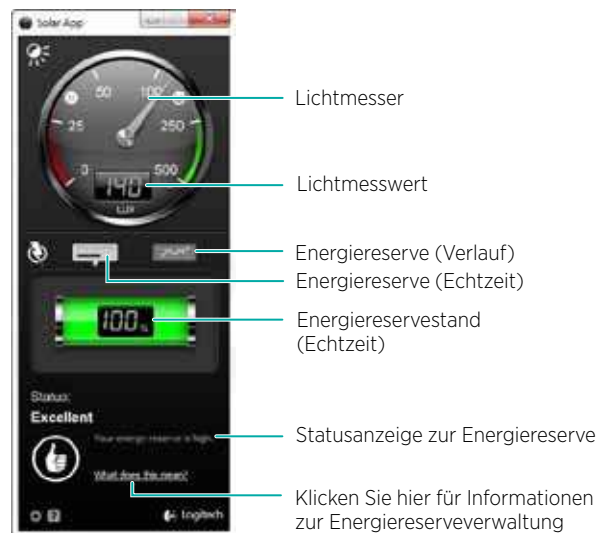 Solar App
50
100
25
250
0
500
140
LUX
100 %
Status:
Excellent
Your energy reserve is high.
What does this mean?
Logitech
Lichtmesser
Lichtmesswert
Energiereserve (Verlauf)
Energiereserve (Echtzeit)
Energiereservestand
(Echtzeit)
Statusanzeige zur Energiereserve
Klicken Sie hier für Informationen
zur Energiereserveverwaltung